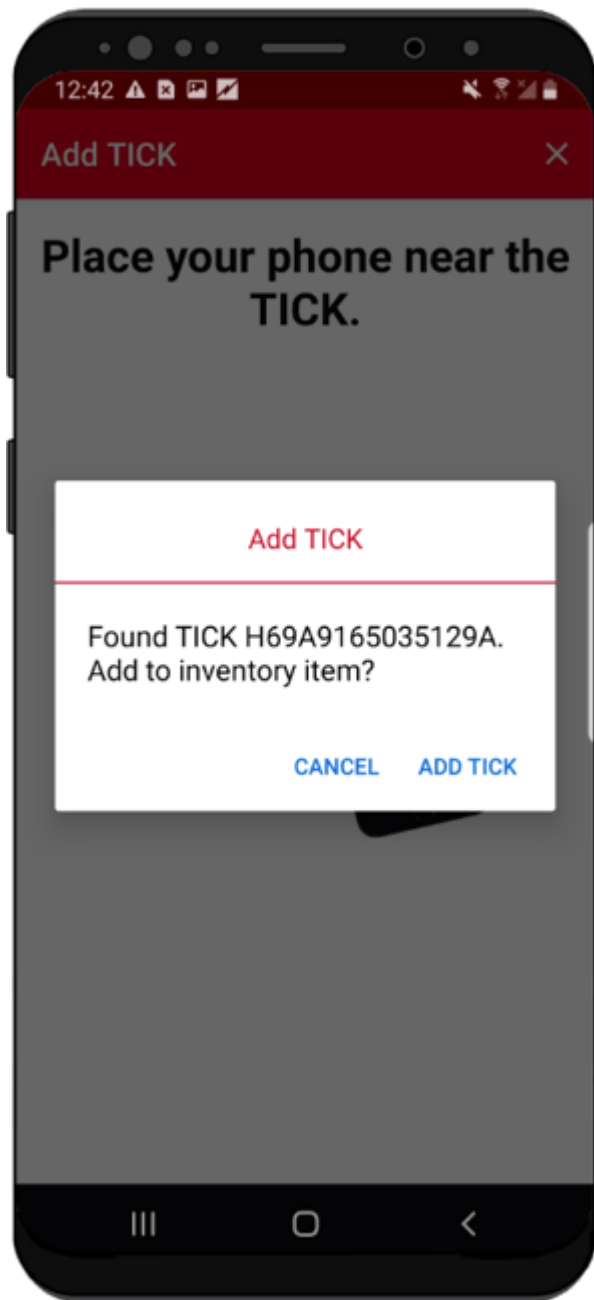 12:42
Add TICK
Place your phone near the
TICK.
Add TICK
Found TICK H69A9165035129A.
Add to inventory item?
CANCEL ADD TICK